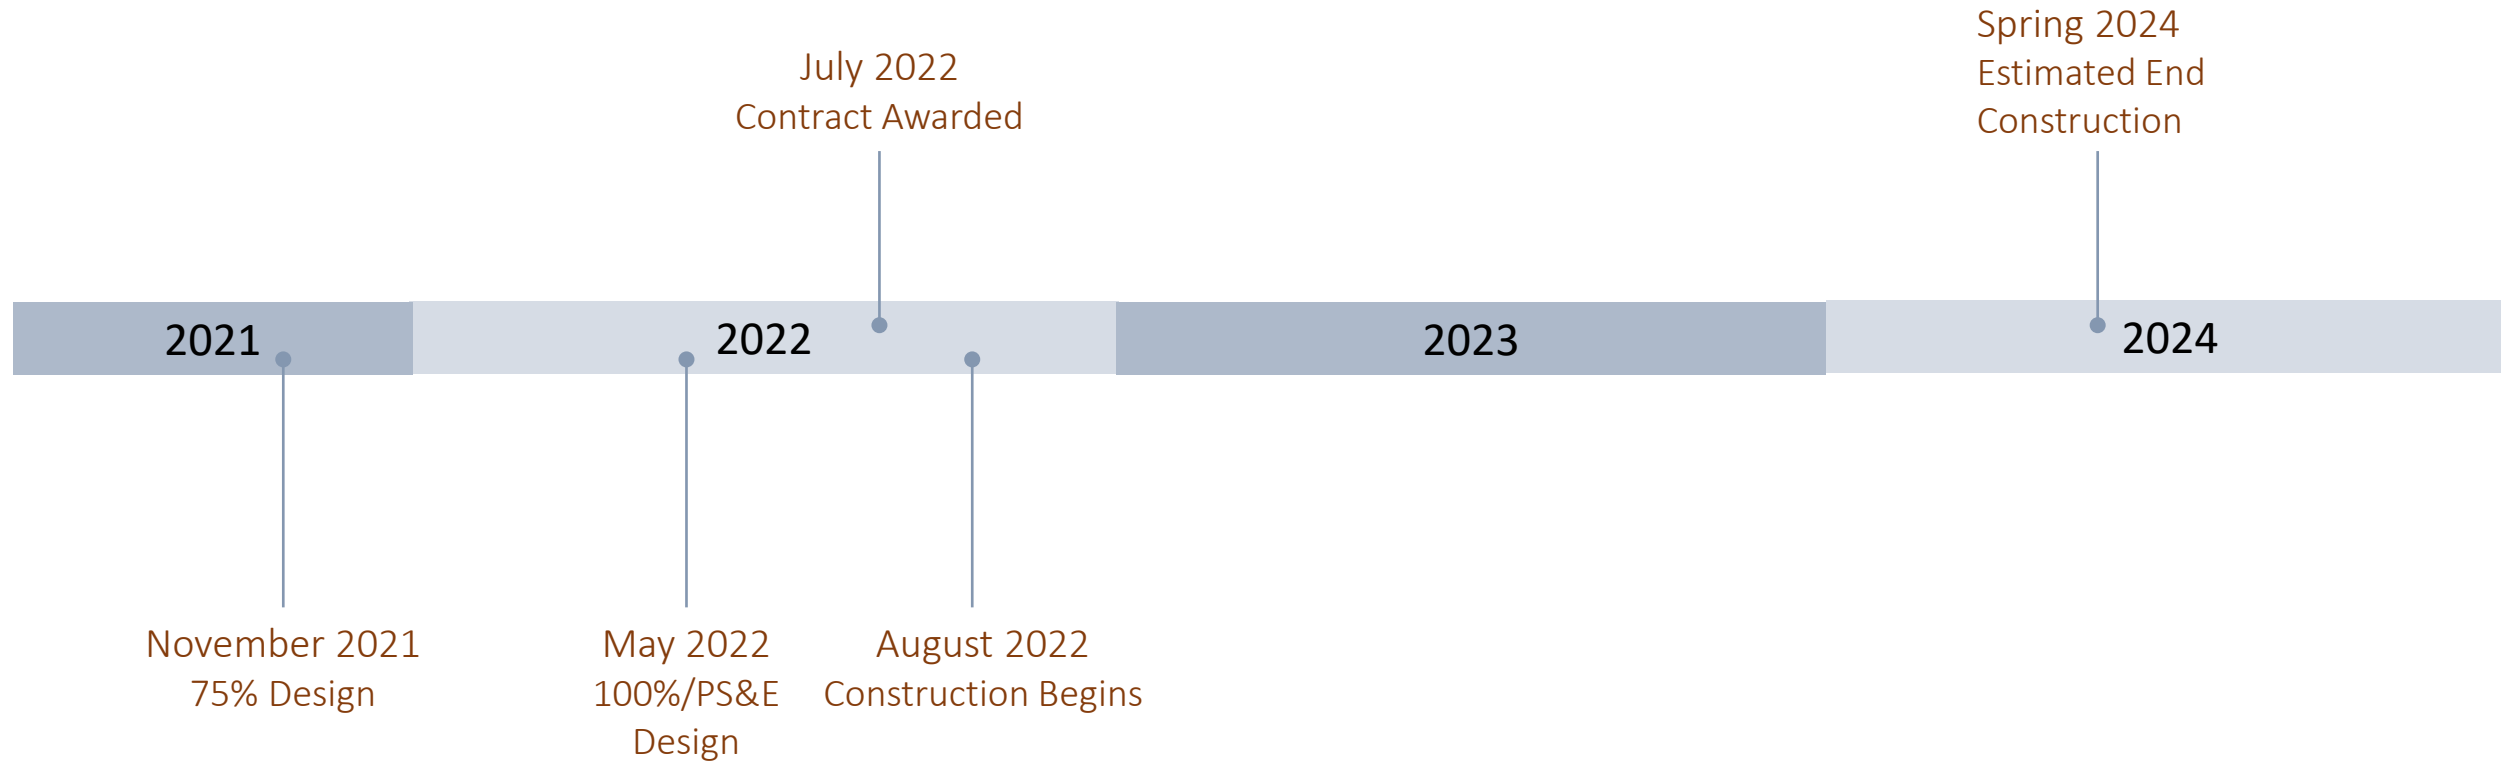 July 2022
Contract Awarded
Spring 2024
Estimated End
Construction
2021
2022
2023
2024
November 2021
75% Design
May 2022
100%/PS&E
Design
August 2022
Construction Begins